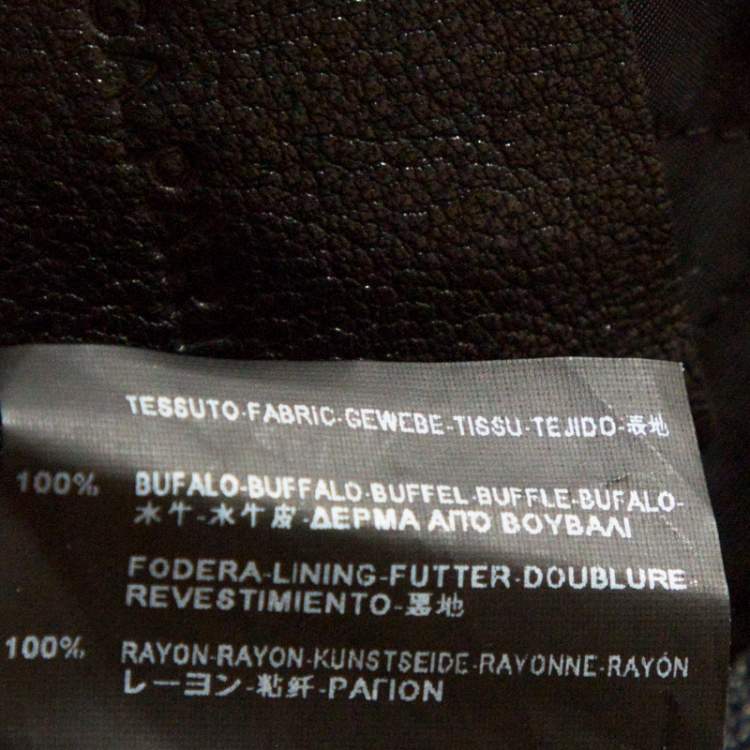 TESSUTO-FABRIC-GEWEBE-TISSU-TEJIDO-表地
100% BUFALO-BUFFALO-BUFFEL-BUFFLE-BUFALO-
水牛-水牛皮-ΔΕΡΜΑ ΑΠΟ ΒΟΥΒΑΛΙ
FODERA-LINING-FUTTER-DOUBLURE
REVESTIMIENTO-裏地
100% RAYON-RAYON-KUNSTSEIDE-RAYONNE-RAYÓN
レーヨン-粘纤-ΡΑΓΙΟΝ